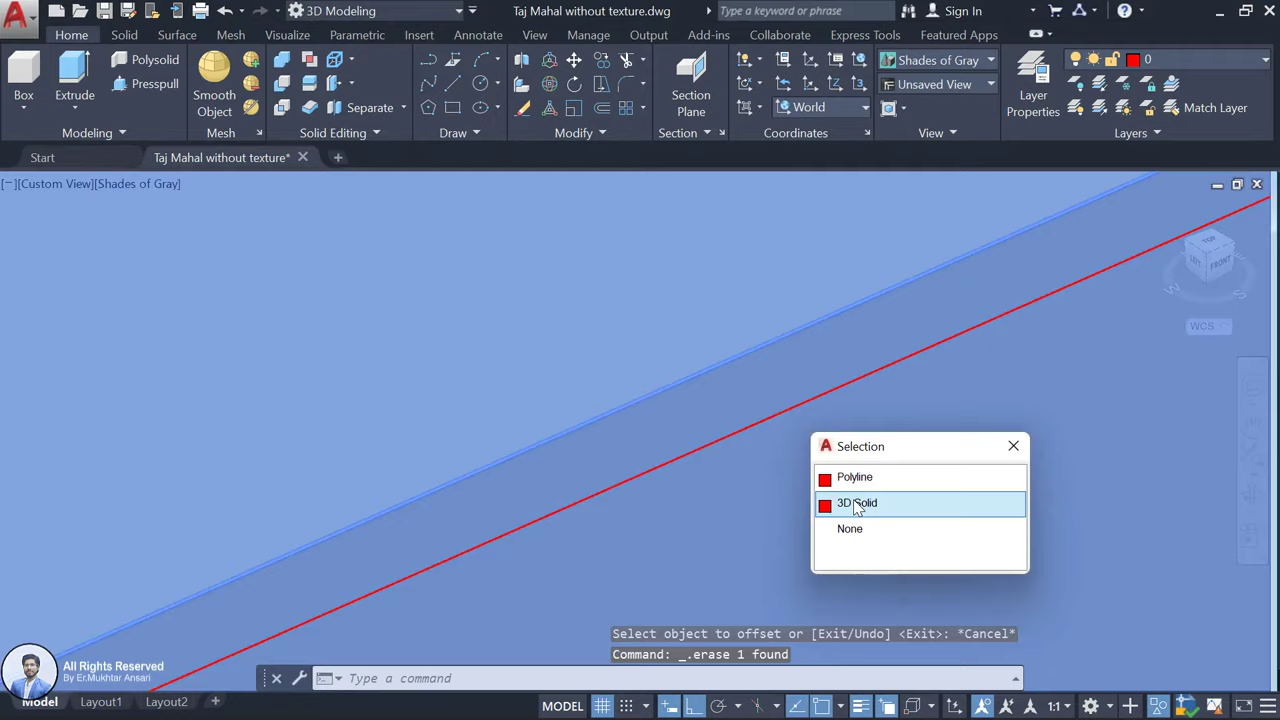 3D Modeling
Taj Mahal without texture.dwg
Type a keyword or phrase
Sign In
Home
Solid
Surface
Mesh
Visualize
Parametric
Insert
Annotate
View
Manage
Output
Add-ins
Collaborate
Express Tools
Featured Apps
Box
Extrude
Polysolid
Presspull
Smooth
Object
Separate
Section
Plane
World
Shades of Gray
Unsaved View
Layer
Properties
0
Match Layer
Modeling
Mesh
Solid Editing
Draw
Modify
Section
Coordinates
View
Layers
Start
Taj Mahal without texture*
[−][Custom View][Shades of Gray]
TOP
FRONT
W
S
WCS
Selection
Polyline
3D Solid
None
Select object to offset or [Exit/Undo] <Exit>: *Cancel*
Command: _.erase 1 found
Type a command
All Rights Reserved
By Er.Mukhtar Ansari
Model
Layout1
Layout2
MODEL
1:1